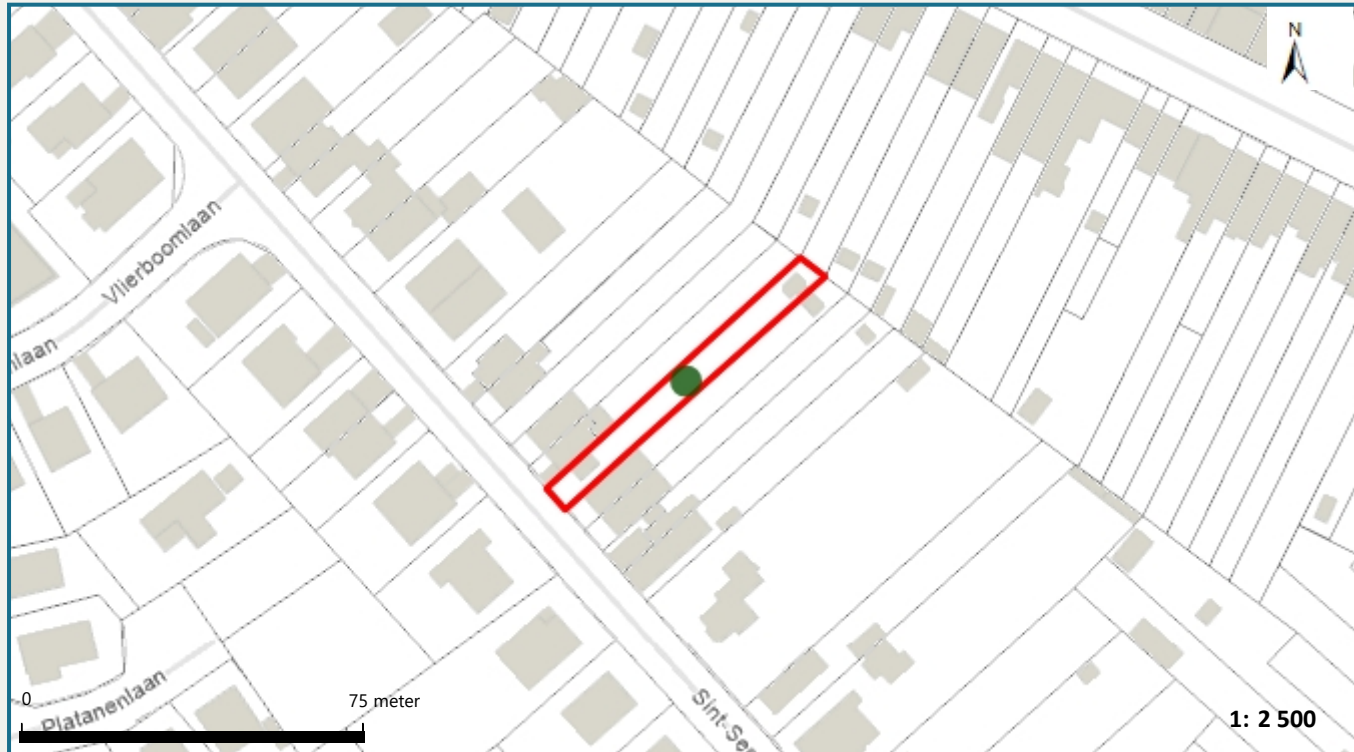 N
Vlierboomlaan
nlaan
0
75 meter
Platanenlaan
Sint-Ser
1: 2 500